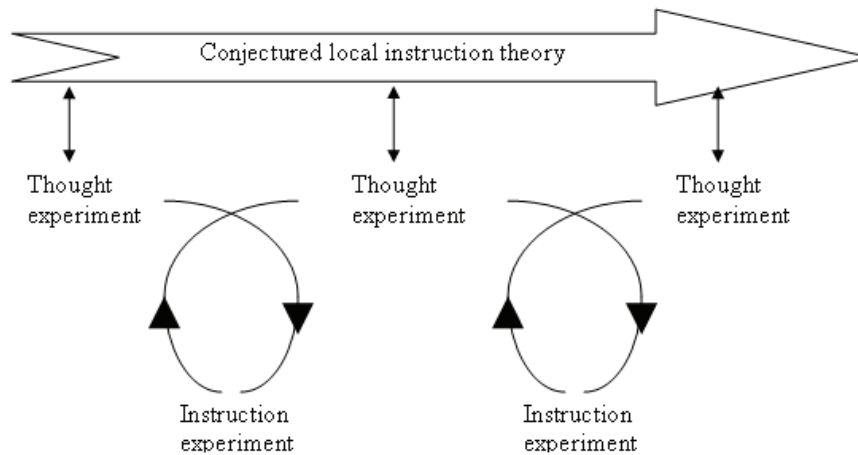 Conjectured local instruction theory
Thought
experiment
Thought
experiment
Thought
experiment
Instruction
experiment
Instruction
experiment